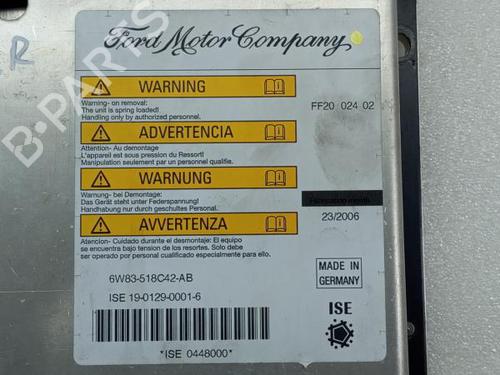 Ford Motor Company
R
B-PARTS
WARNING
Warning- on removal:
The unit is spring loaded!
Handling only by authorized personnel.
FF20 024 02
ADVERTENCIA
Attention- Au demontage
L'appareil est sous pression du Ressort!
Manipulation seulement par un personnel qualifie.
WARNUNG
Warnung- bei Demontage:
Das Gerät steht unter Federspannung!
Handhabung nur durch geschultes Personal.
23/2006
AVVERTENZA
Atencion- Cuidado durante el desmontaje: El equipo
se encuentra bajo tension de los resortes. Solo debe
ser operado por personal cualificado especialmente para ello.
6W83-518C42-AB
ISE 19-0129-0001-6
MADE IN
GERMANY
ISE
*ISE 0448000*